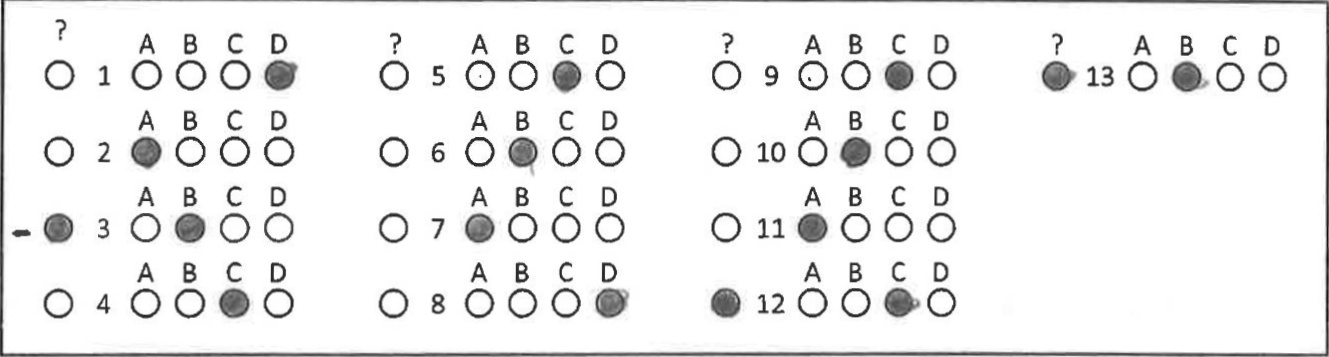 ? A B C D ? A B C D ? A B C D ? A B C D
1 5 9 13
A B C D A B C D A B C D
2 6 10
A B C D A B C D A B C D
3 7 11
A B C D A B C D A B C D
4 8 12